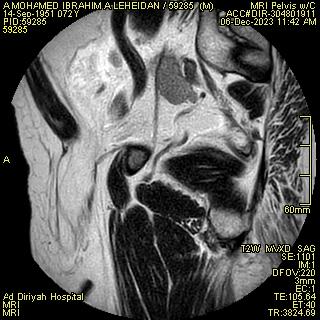 A MOHAMED IBRAHIM A LEHEIDAN / 59285 (M)
14-Sep-1951 072Y
PID:59285
59285
MRI Pelvis w/C
ACC#DIR-304801911
06-Dec-2023 11:42 AM
A
60mm
T2W MVXD SAG
SE:1101
IM:1
DFOV:220
3mm
EC:1
TE:105.64
ET:40
TR:3824.69
Ad Diriyah Hospital
MRI
MRI